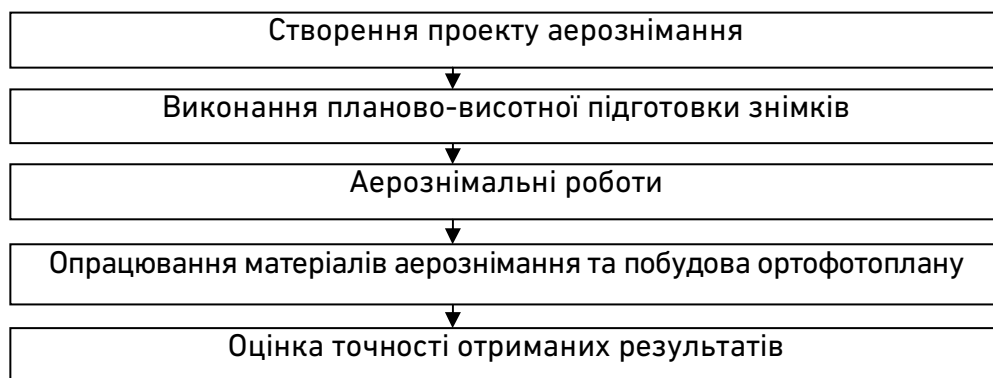 Створення проекту аерознімання
Виконання планово-висотної підготовки знімків
Аерознімальні роботи
Опрацювання матеріалів аерознімання та побудова ортофотоплану
Оцінка точності отриманих результатів